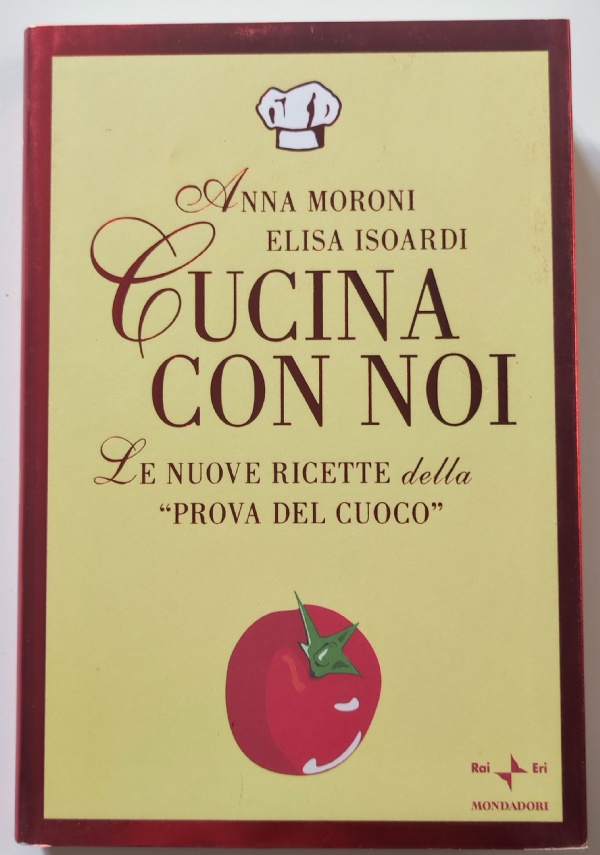 ANNA MORONI
ELISA ISOARDI
CUCINA
CON NOI
LE NUOVE RICETTE della
“PROVA DEL CUOCO”
Rai Eri
MONDADORI